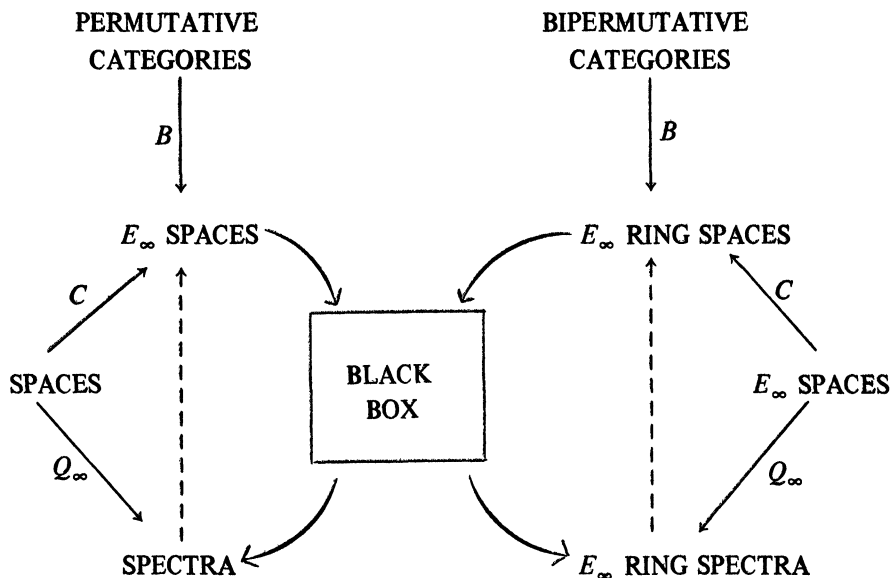 PERMUTATIVE CATEGORIES
BIPERMUTATIVE CATEGORIES
B
B
E∞ SPACES
E∞ RING SPACES
C
C
SPACES
BLACK
BOX
E∞ SPACES
Q∞
Q∞
SPECTRA
E∞ RING SPECTRA